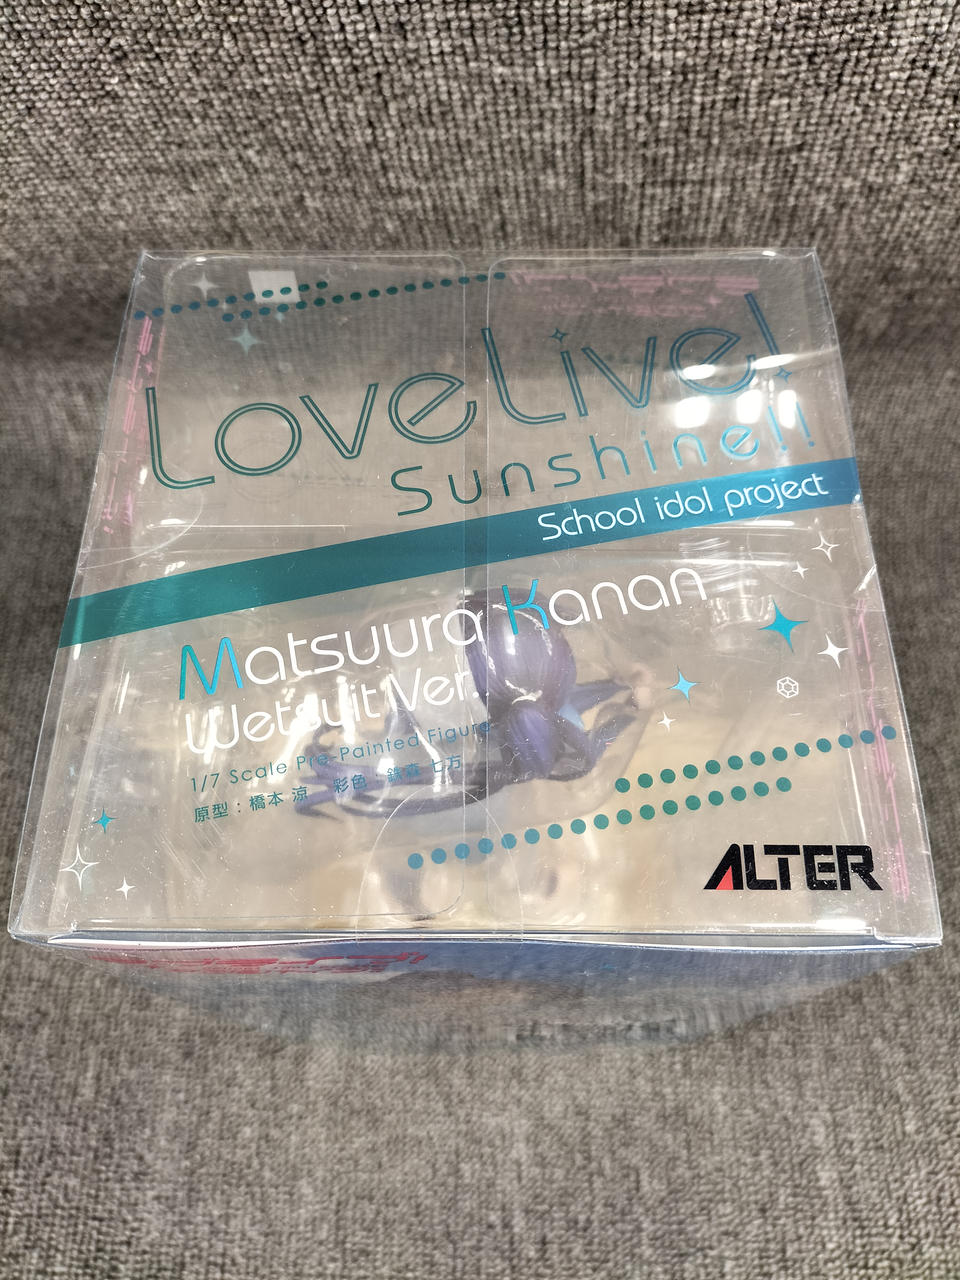 LoveLive!
Sunshine!!
School idol project
Matsuura Kanan
Wetsuit Ver.
1/7 Scale Pre-Painted Figure
原型：橋本 涼　彩色：鉄森 七方
ALTER